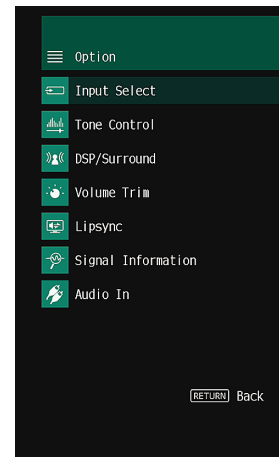 Option
Input Select
Tone Control
DSP/Surround
Volume Trim
Lipsync
Signal Information
Audio In
RETURN Back